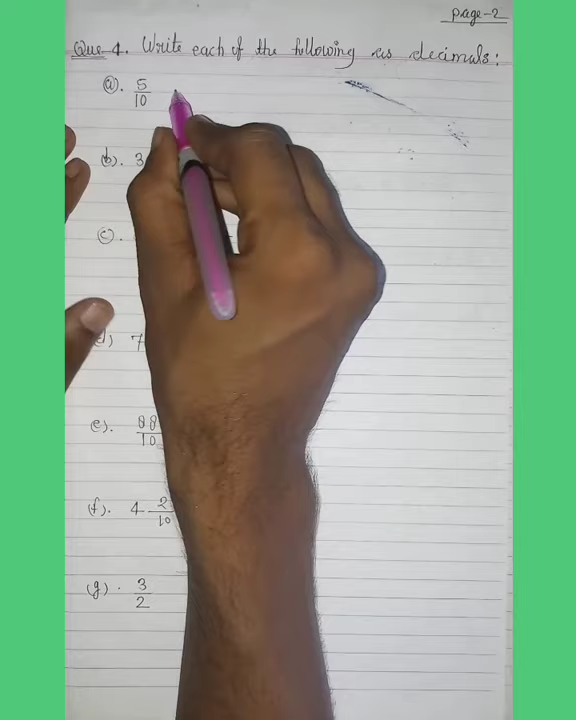 page-2
Que 4. Write each of the following as decimals:
(a). 5/10
(b). 3
(c).
(d) 7
(e). 88/10
(f). 4 2/10
(g). 3/2